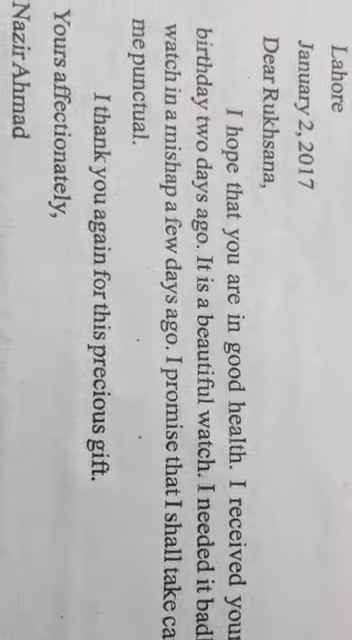 Lahore
January 2, 2017
Dear Rukhsana,
I hope that you are in good health. I received
birthday two days ago. It is a beautiful watch. I needed it
watch in a mishap a few days ago. I promise that I shall take
me punctual.
I thank you again for this precious gift.
Yours affectionately,
Nazir Ahmad